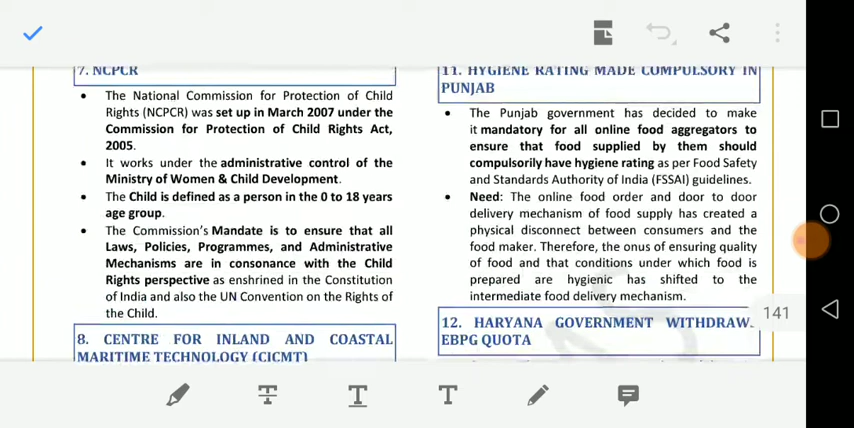 7. NCPCR
The National Commission for Protection of Child
Rights (NCPCR) was set up in March 2007 under the
Commission for Protection of Child Rights Act,
2005.
It works under the administrative control of the
Ministry of Women & Child Development.
The Child is defined as a person in the 0 to 18 years
age group.
The Commission's Mandate is to ensure that all
Laws, Policies, Programmes, and Administrative
Mechanisms are in consonance with the Child
Rights perspective as enshrined in the Constitution
of India and also the UN Convention on the Rights of
the Child.
8. CENTRE FOR INLAND AND COASTAL
MARITIME TECHNOLOGY (CICMT)
11. HYGIENE RATING MADE COMPULSORY IN
PUNJAB
The Punjab government has decided to make
it mandatory for all online food aggregators to
ensure that food supplied by them should
compulsorily have hygiene rating as per Food Safety
and Standards Authority of India (FSSAI) guidelines.
Need: The online food order and door to door
delivery mechanism of food supply has created a
physical disconnect between consumers and the
food maker. Therefore, the onus of ensuring quality
of food and that conditions under which food is
prepared are hygienic has shifted to the
intermediate food delivery mechanism.
12. HARYANA GOVERNMENT WITHDRAW
EBPG QUOTA
141